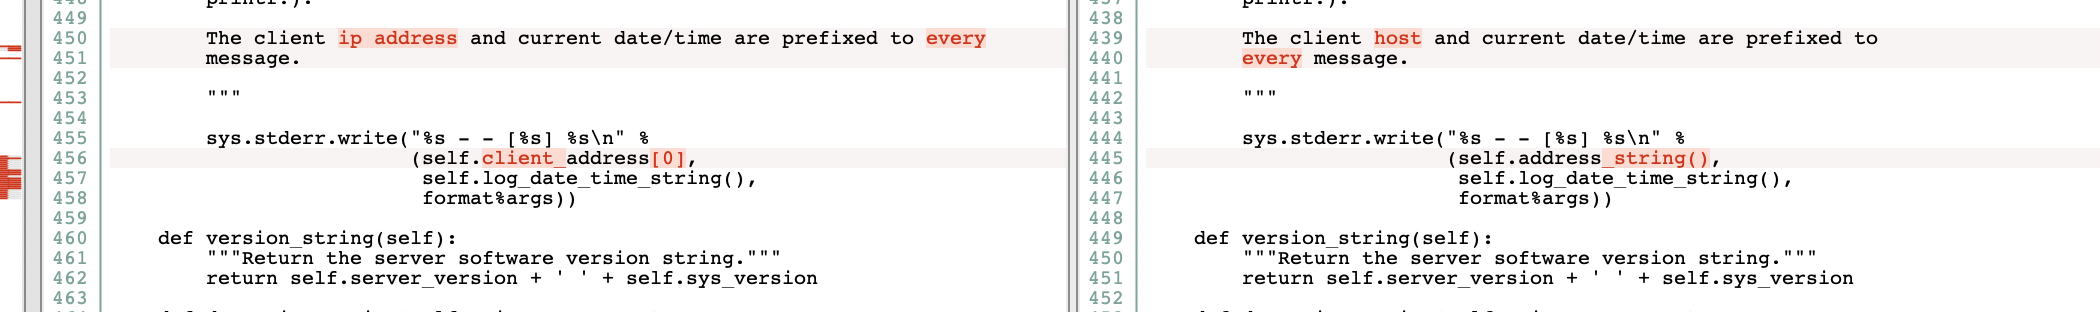 449
450 The client ip address and current date/time are prefixed to every
451 message.
452
453 """
454
455 sys.stderr.write("%s - - [%s] %s\n" %
456 (self.client_address[0],
457 self.log_date_time_string(),
458 format%args))
459
460 def version_string(self):
461 """Return the server software version string."""
462 return self.server_version + ' ' + self.sys_version
463
438
439 The client host and current date/time are prefixed to
440 every message.
441
442 """
443
444 sys.stderr.write("%s - - [%s] %s\n" %
445 (self.address_string(),
446 self.log_date_time_string(),
447 format%args))
448
449 def version_string(self):
450 """Return the server software version string."""
451 return self.server_version + ' ' + self.sys_version
452